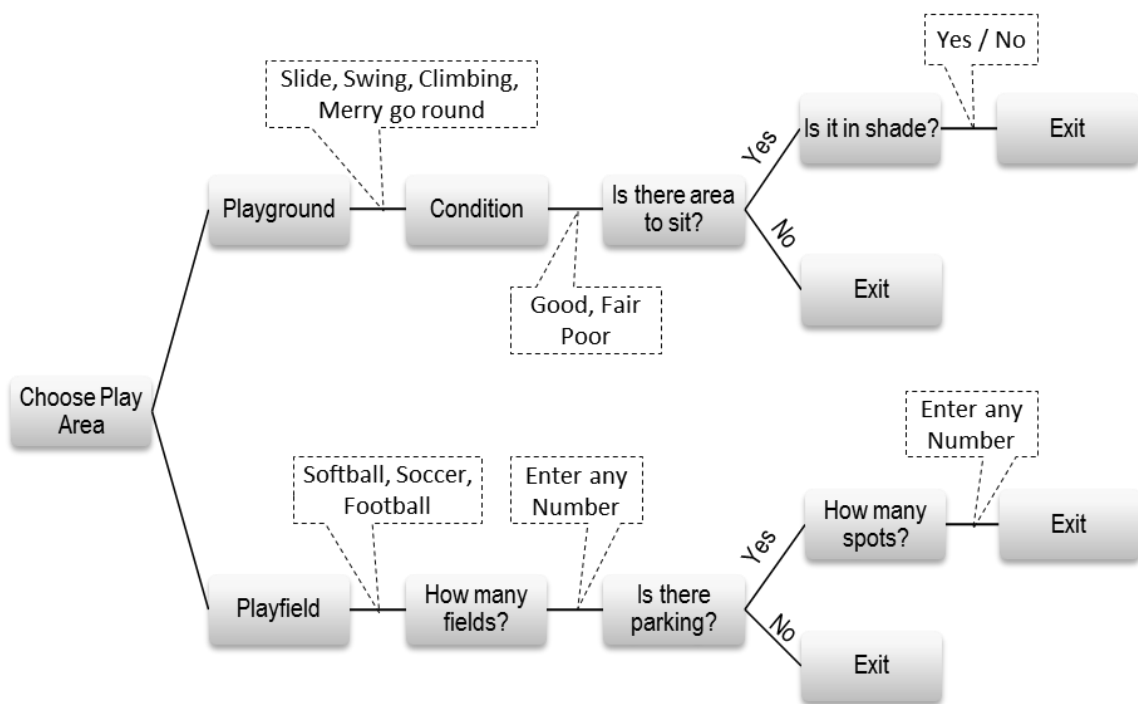 Yes / No
Slide, Swing, Climbing,
Merry go round
Is it in shade?
Exit
Yes
Playground
Condition
Is there area
to sit?
No
Good, Fair
Poor
Exit
Choose Play
Area
Enter any
Number
Softball, Soccer,
Football
Enter any
Number
How many
spots?
Exit
Yes
Playfield
How many
fields?
Is there
parking?
No
Exit